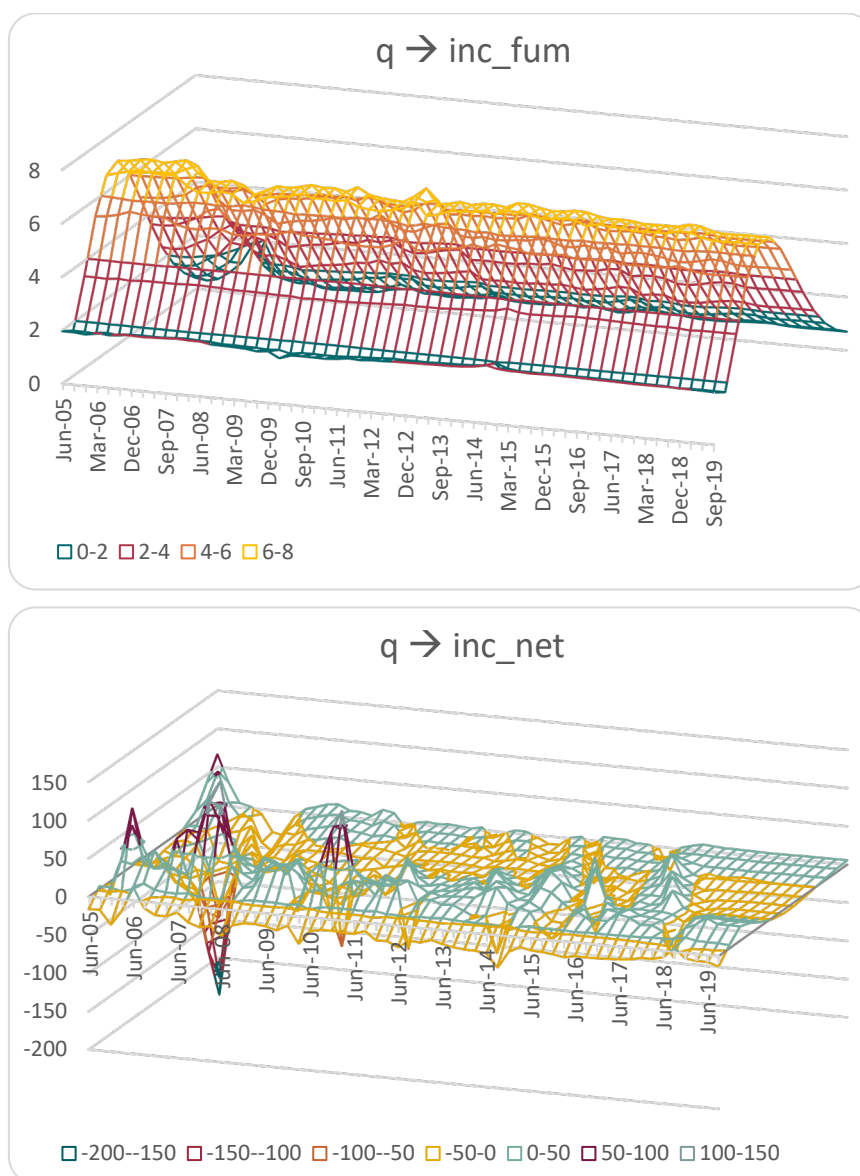 q → inc_fum
8
6
4
2
0
Jun-05
Mar-06
Dec-06
Sep-07
Jun-08
Mar-09
Dec-09
Sep-10
Jun-11
Mar-12
Dec-12
Sep-13
Jun-14
Mar-15
Dec-15
Sep-16
Jun-17
Mar-18
Dec-18
Sep-19
0-2 2-4 4-6 6-8
q → inc_net
150
100
50
0
-50
-100
-150
-200
Jun-05
Jun-06
Jun-07
Jun-08
Jun-09
Jun-10
Jun-11
Jun-12
Jun-13
Jun-14
Jun-15
Jun-16
Jun-17
Jun-18
Jun-19
-200--150 -150--100 -100--50 -50-0 0-50 50-100 100-150